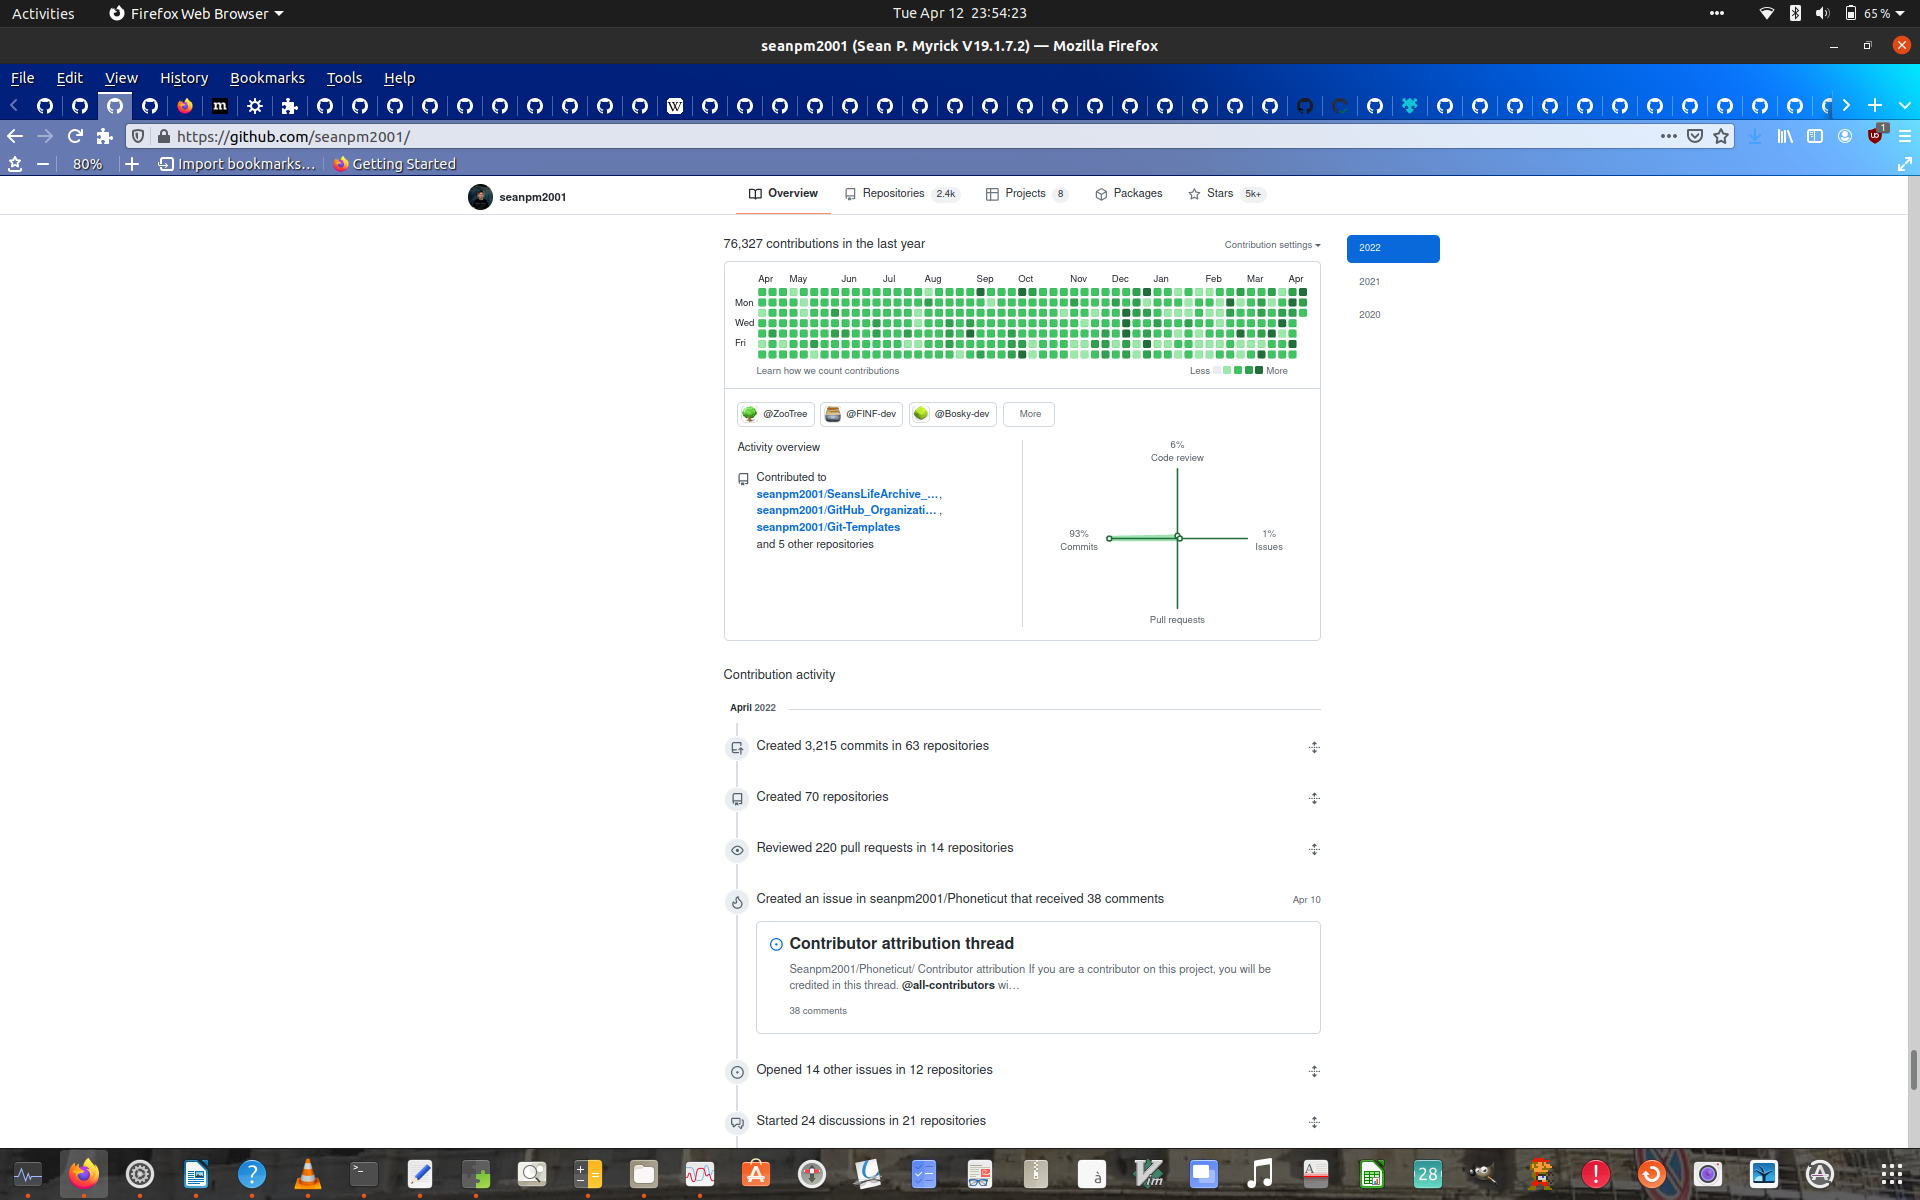 Activities
Firefox Web Browser
Tue Apr 12 23:54:23
65 %
seanpm2001 (Sean P. Myrick V19.1.7.2) — Mozilla Firefox
File Edit View History Bookmarks Tools Help
m
W
https://github.com/seanpm2001/
1
80%
Import bookmarks...
Getting Started
seanpm2001
Overview
Repositories 2.4k
Projects 8
Packages
Stars 5k+
76,327 contributions in the last year
Contribution settings
2022
2021
2020
Apr May Jun Jul Aug Sep Oct Nov Dec Jan Feb Mar Apr
Mon
Wed
Fri
Learn how we count contributions
Less More
@ZooTree
@FINF-dev
@Bosky-dev
More
Activity overview
Contributed to
seanpm2001/SeansLifeArchive_…,
seanpm2001/GitHub_Organizati… ,
seanpm2001/Git-Templates
and 5 other repositories
6%
Code review
93%
Commits
1%
Issues
Pull requests
Contribution activity
April 2022
Created 3,215 commits in 63 repositories
Created 70 repositories
Reviewed 220 pull requests in 14 repositories
Created an issue in seanpm2001/Phoneticut that received 38 comments
Apr 10
Contributor attribution thread
Seanpm2001/Phoneticut/ Contributor attribution If you are a contributor on this project, you will be
credited in this thread. @all-contributors wi…
38 comments
Opened 14 other issues in 12 repositories
Started 24 discussions in 21 repositories
à
Vim
28